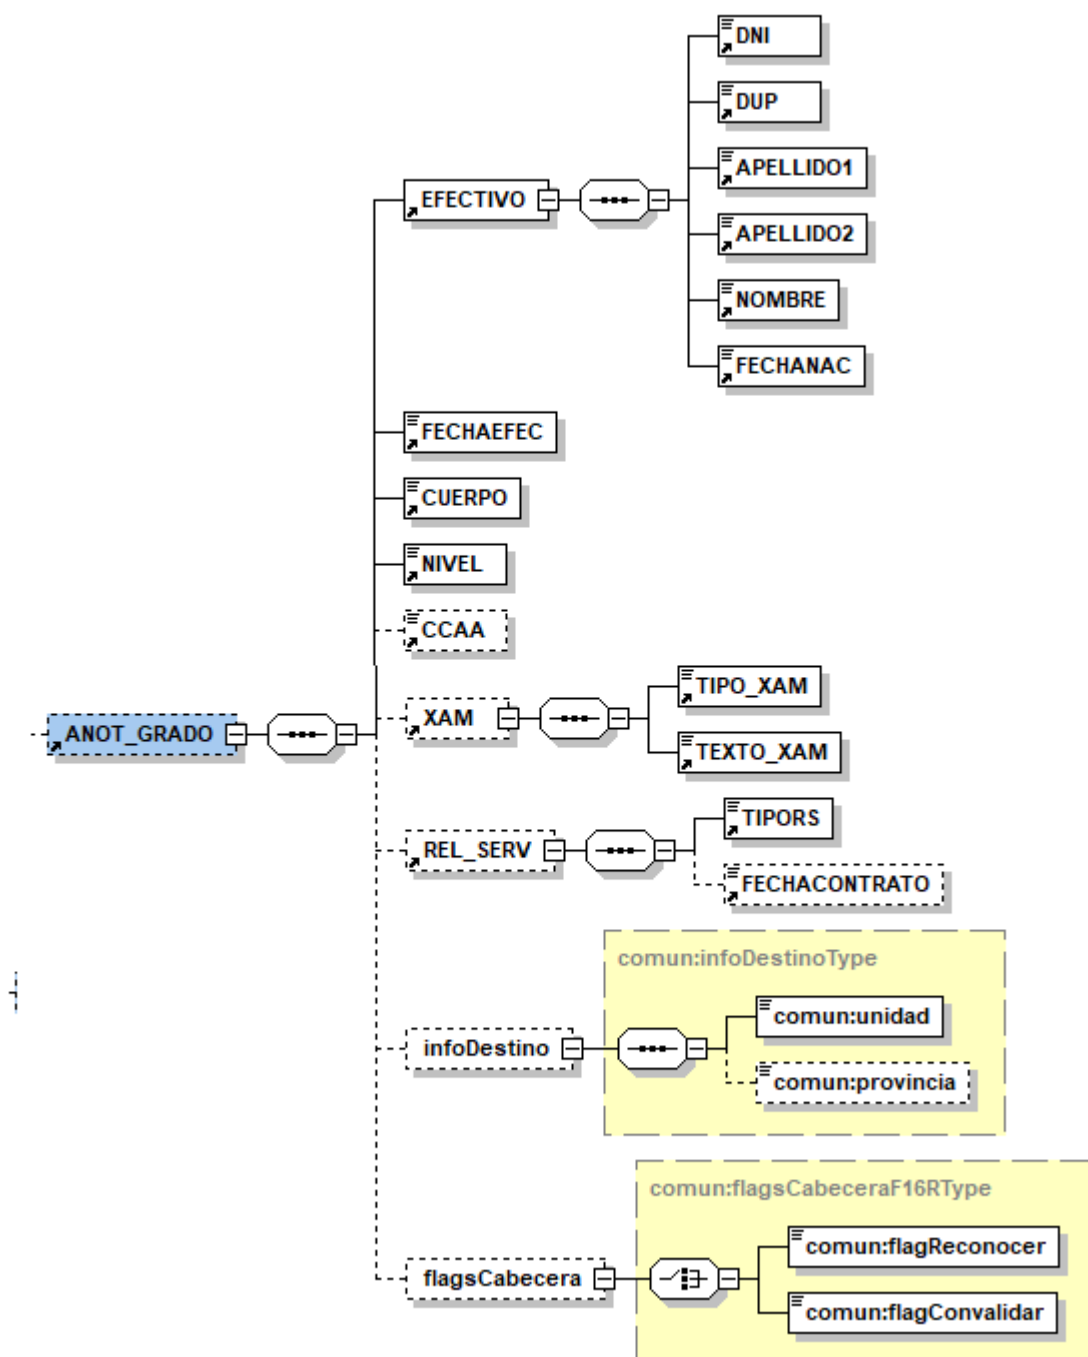 DNI
DUP
APELLIDO1
EFECTIVO
APELLIDO2
NOMBRE
FECHANAC
FECHAEFEC
CUERPO
NIVEL
CCAA
ANOT_GRADO
XAM
TIPO_XAM
TEXTO_XAM
REL_SERV
TIPORS
FECHACONTRATO
comun:infoDestinoType
infoDestino
comun:unidad
comun:provincia
comun:flagsCabeceraF16RType
flagsCabecera
comun:flagReconocer
comun:flagConvalidar